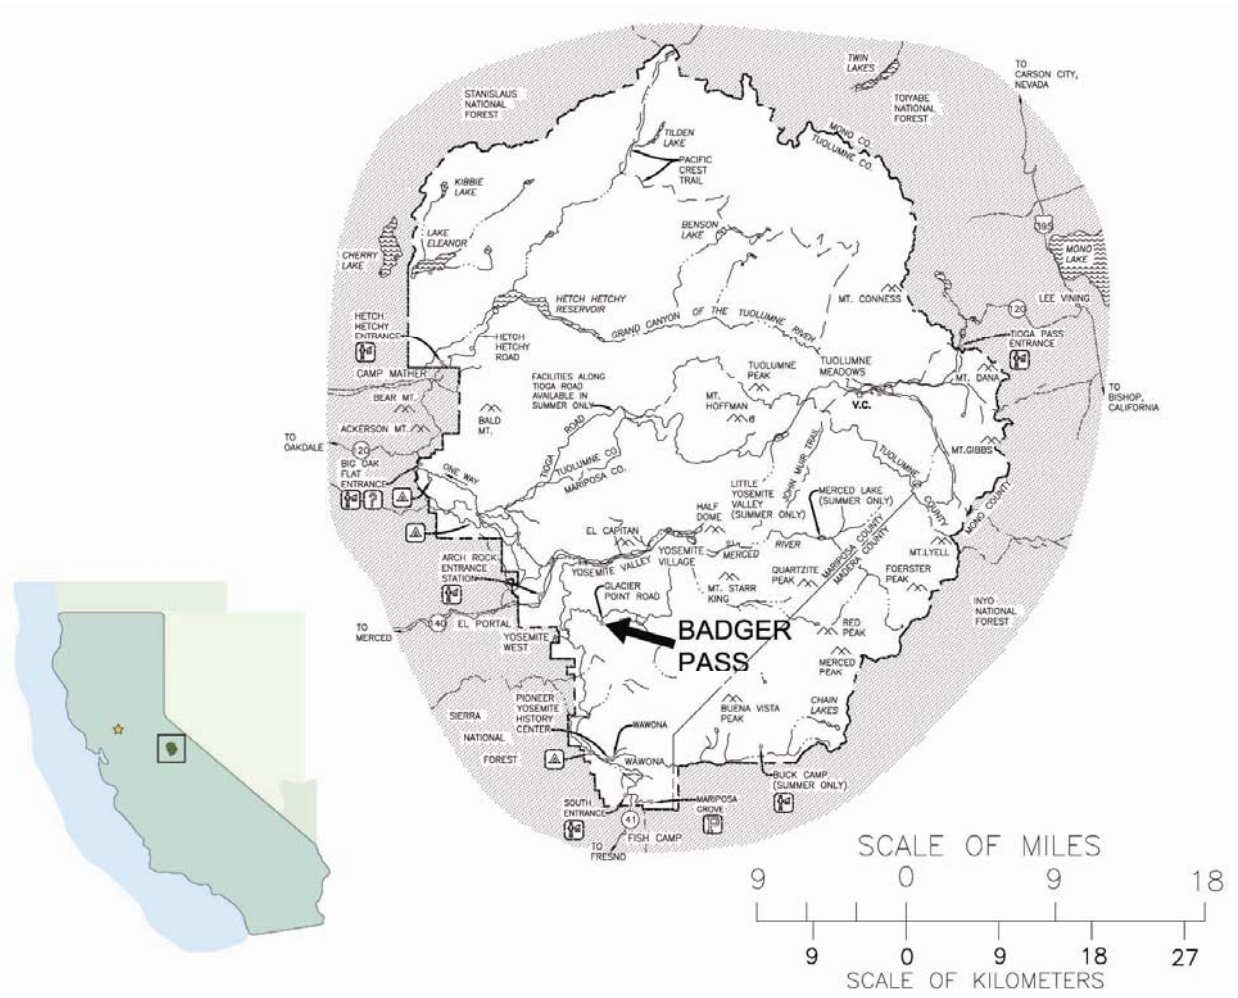 TWIN
LAKES
TO
CARSON CITY,
NEVADA
STANISLAUS
NATIONAL
FOREST
TOIYABE
NATIONAL
FOREST
MONO CO.
TUOLUMNE CO.
TILDEN
LAKE
PACIFIC
CREST
TRAIL
KIBBIE
LAKE
BENSON
LAKE
LAKE
ELEANOR
395
CHERRY
LAKE
MONO
LAKE
MT. CONNESS
LEE VINING
HETCH HETCHY
RESERVOIR
GRAND CANYON OF THE TUOLUMNE RIVER
120
HETCH
HETCHY
ENTRANCE
HETCH
HETCHY
ROAD
TIOGA PASS
ENTRANCE
CAMP MATHER
FACILITIES ALONG
TIOGA ROAD
AVAILABLE IN
SUMMER ONLY
TUOLUMNE
PEAK
TUOLUMNE
MEADOWS
MT. DANA
BEAR MT.
MT.
HOFFMAN
V.C.
TO
BISHOP,
CALIFORNIA
ACKERSON MT.
BALD
MT.
TO
OAKDALE
20
TIOGA ROAD
JOHN MUIR TRAIL
MT.GIBBS
BIG OAK
FLAT
ENTRANCE
ONE WAY
TUOLUMNE CO.
MARIPOSA CO.
TUOLUMNE COUNTY
MONO COUNTY
?
LITTLE
YOSEMITE
VALLEY
(SUMMER ONLY)
MERCED LAKE
(SUMMER ONLY)
HALF
DOME
EL CAPITAN
MERCED RIVER
MARIPOSA COUNTY
MADERA COUNTY
MT.LYELL
ARCH ROCK
ENTRANCE
STATION
YOSEMITE VALLEY
YOSEMITE
VILLAGE
QUARTZITE
PEAK
FOERSTER
PEAK
MT. STARR
KING
GLACIER
POINT ROAD
INYO
NATIONAL
FOREST
TO
MERCED
140
EL PORTAL
YOSEMITE
WEST
BADGER
PASS
RED
PEAK
MERCED
PEAK
PIONEER
YOSEMITE
HISTORY
CENTER
SIERRA
NATIONAL
FOREST
BUENA VISTA
PEAK
CHAIN
LAKES
WAWONA
WAWONA
BUCK CAMP
(SUMMER ONLY)
SOUTH
ENTRANCE
MARIPOSA
GROVE
P
41
FISH CAMP
TO
FRESNO
SCALE OF MILES
9 0 9 18
9 0 9 18 27
SCALE OF KILOMETERS